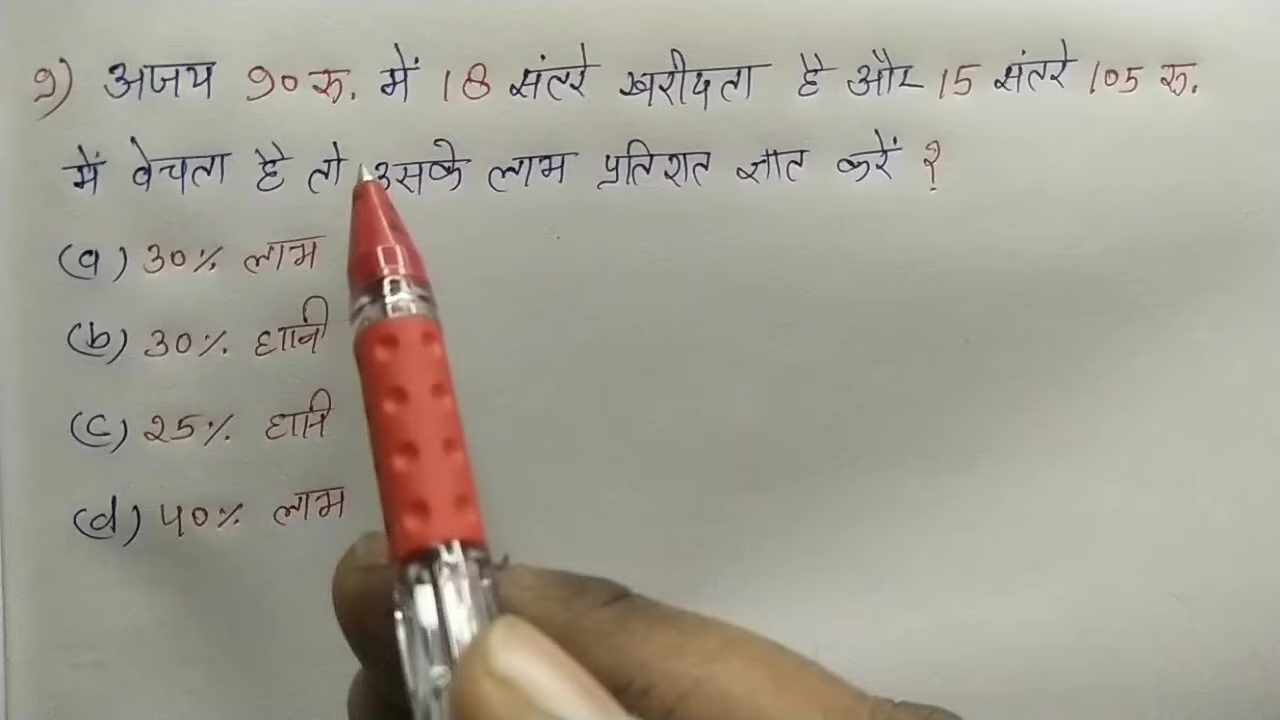 9) अजय 90 रु. में 18 संतरे खरीदता है और 15 संतरे 105 रु.
में बेचता है तो उसके लाभ प्रतिशत ज्ञात करें ?
(a) 30% लाभ
(b) 30% हानी
(c) 25% हानि
(d) 40% लाभ